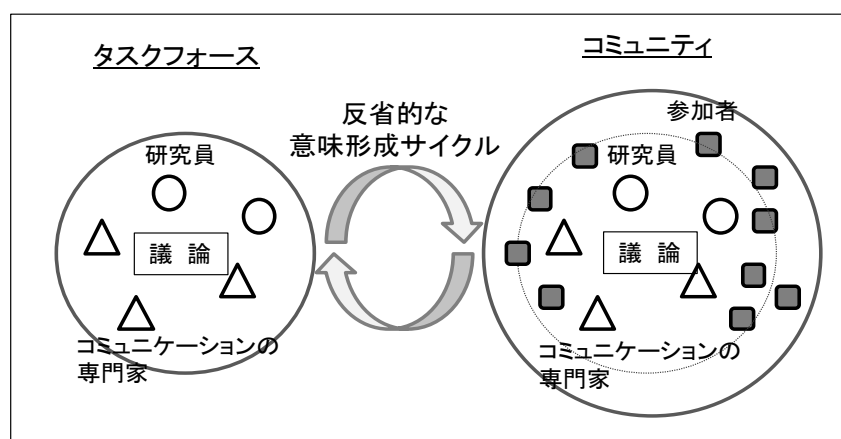 タスクフォース
コミュニティ
反省的な
意味形成サイクル
研究員
議 論
コミュニケーションの
専門家
参加者
研究員
議 論
コミュニケーションの
専門家